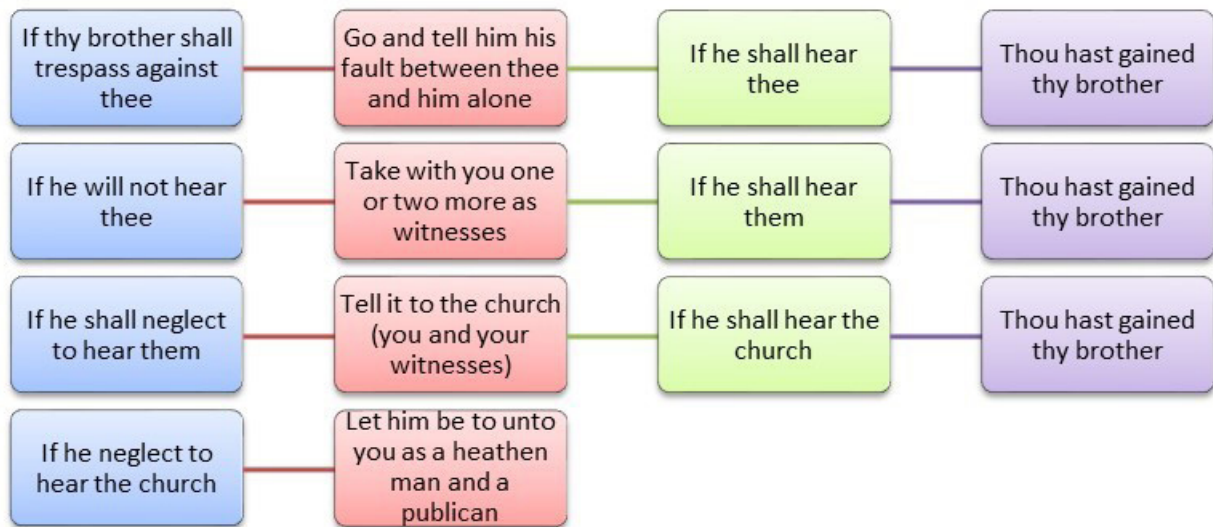 If thy brother shall
trespass against
thee
Go and tell him his
fault between thee
and him alone
If he shall hear
thee
Thou hast gained
thy brother
If he will not hear
thee
Take with you one
or two more as
witnesses
If he shall hear
them
Thou hast gained
thy brother
If he shall neglect
to hear them
Tell it to the church
(you and your
witnesses)
If he shall hear the
church
Thou hast gained
thy brother
If he neglect to
hear the church
Let him be to unto
you as a heathen
man and a
publican